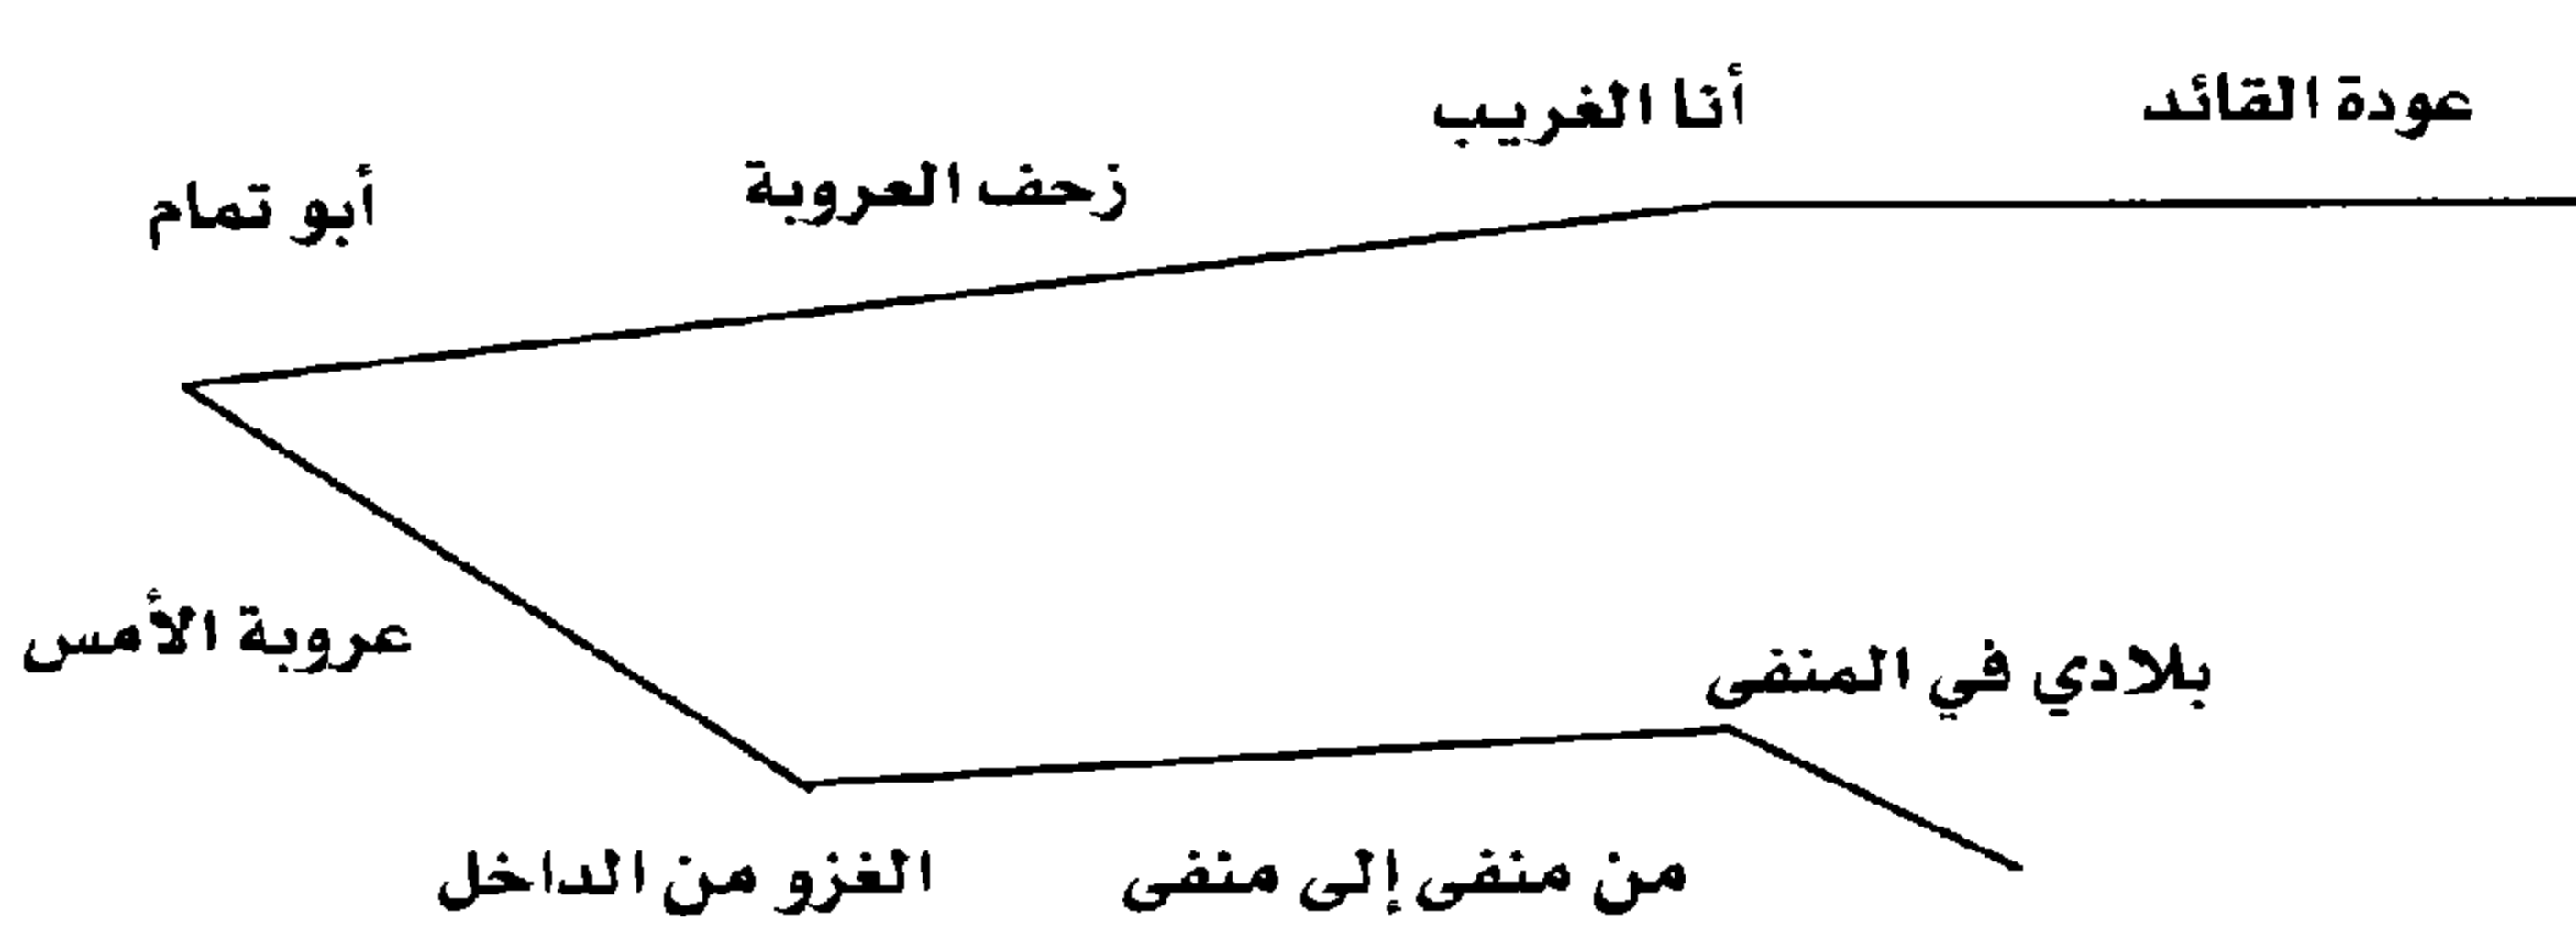 عودة القائد
أنا الغريب
زحف العروبة
أبو تمام
عروبة الأمس
بلادي في المنفى
من منفى إلى منفى
الغزو من الداخل